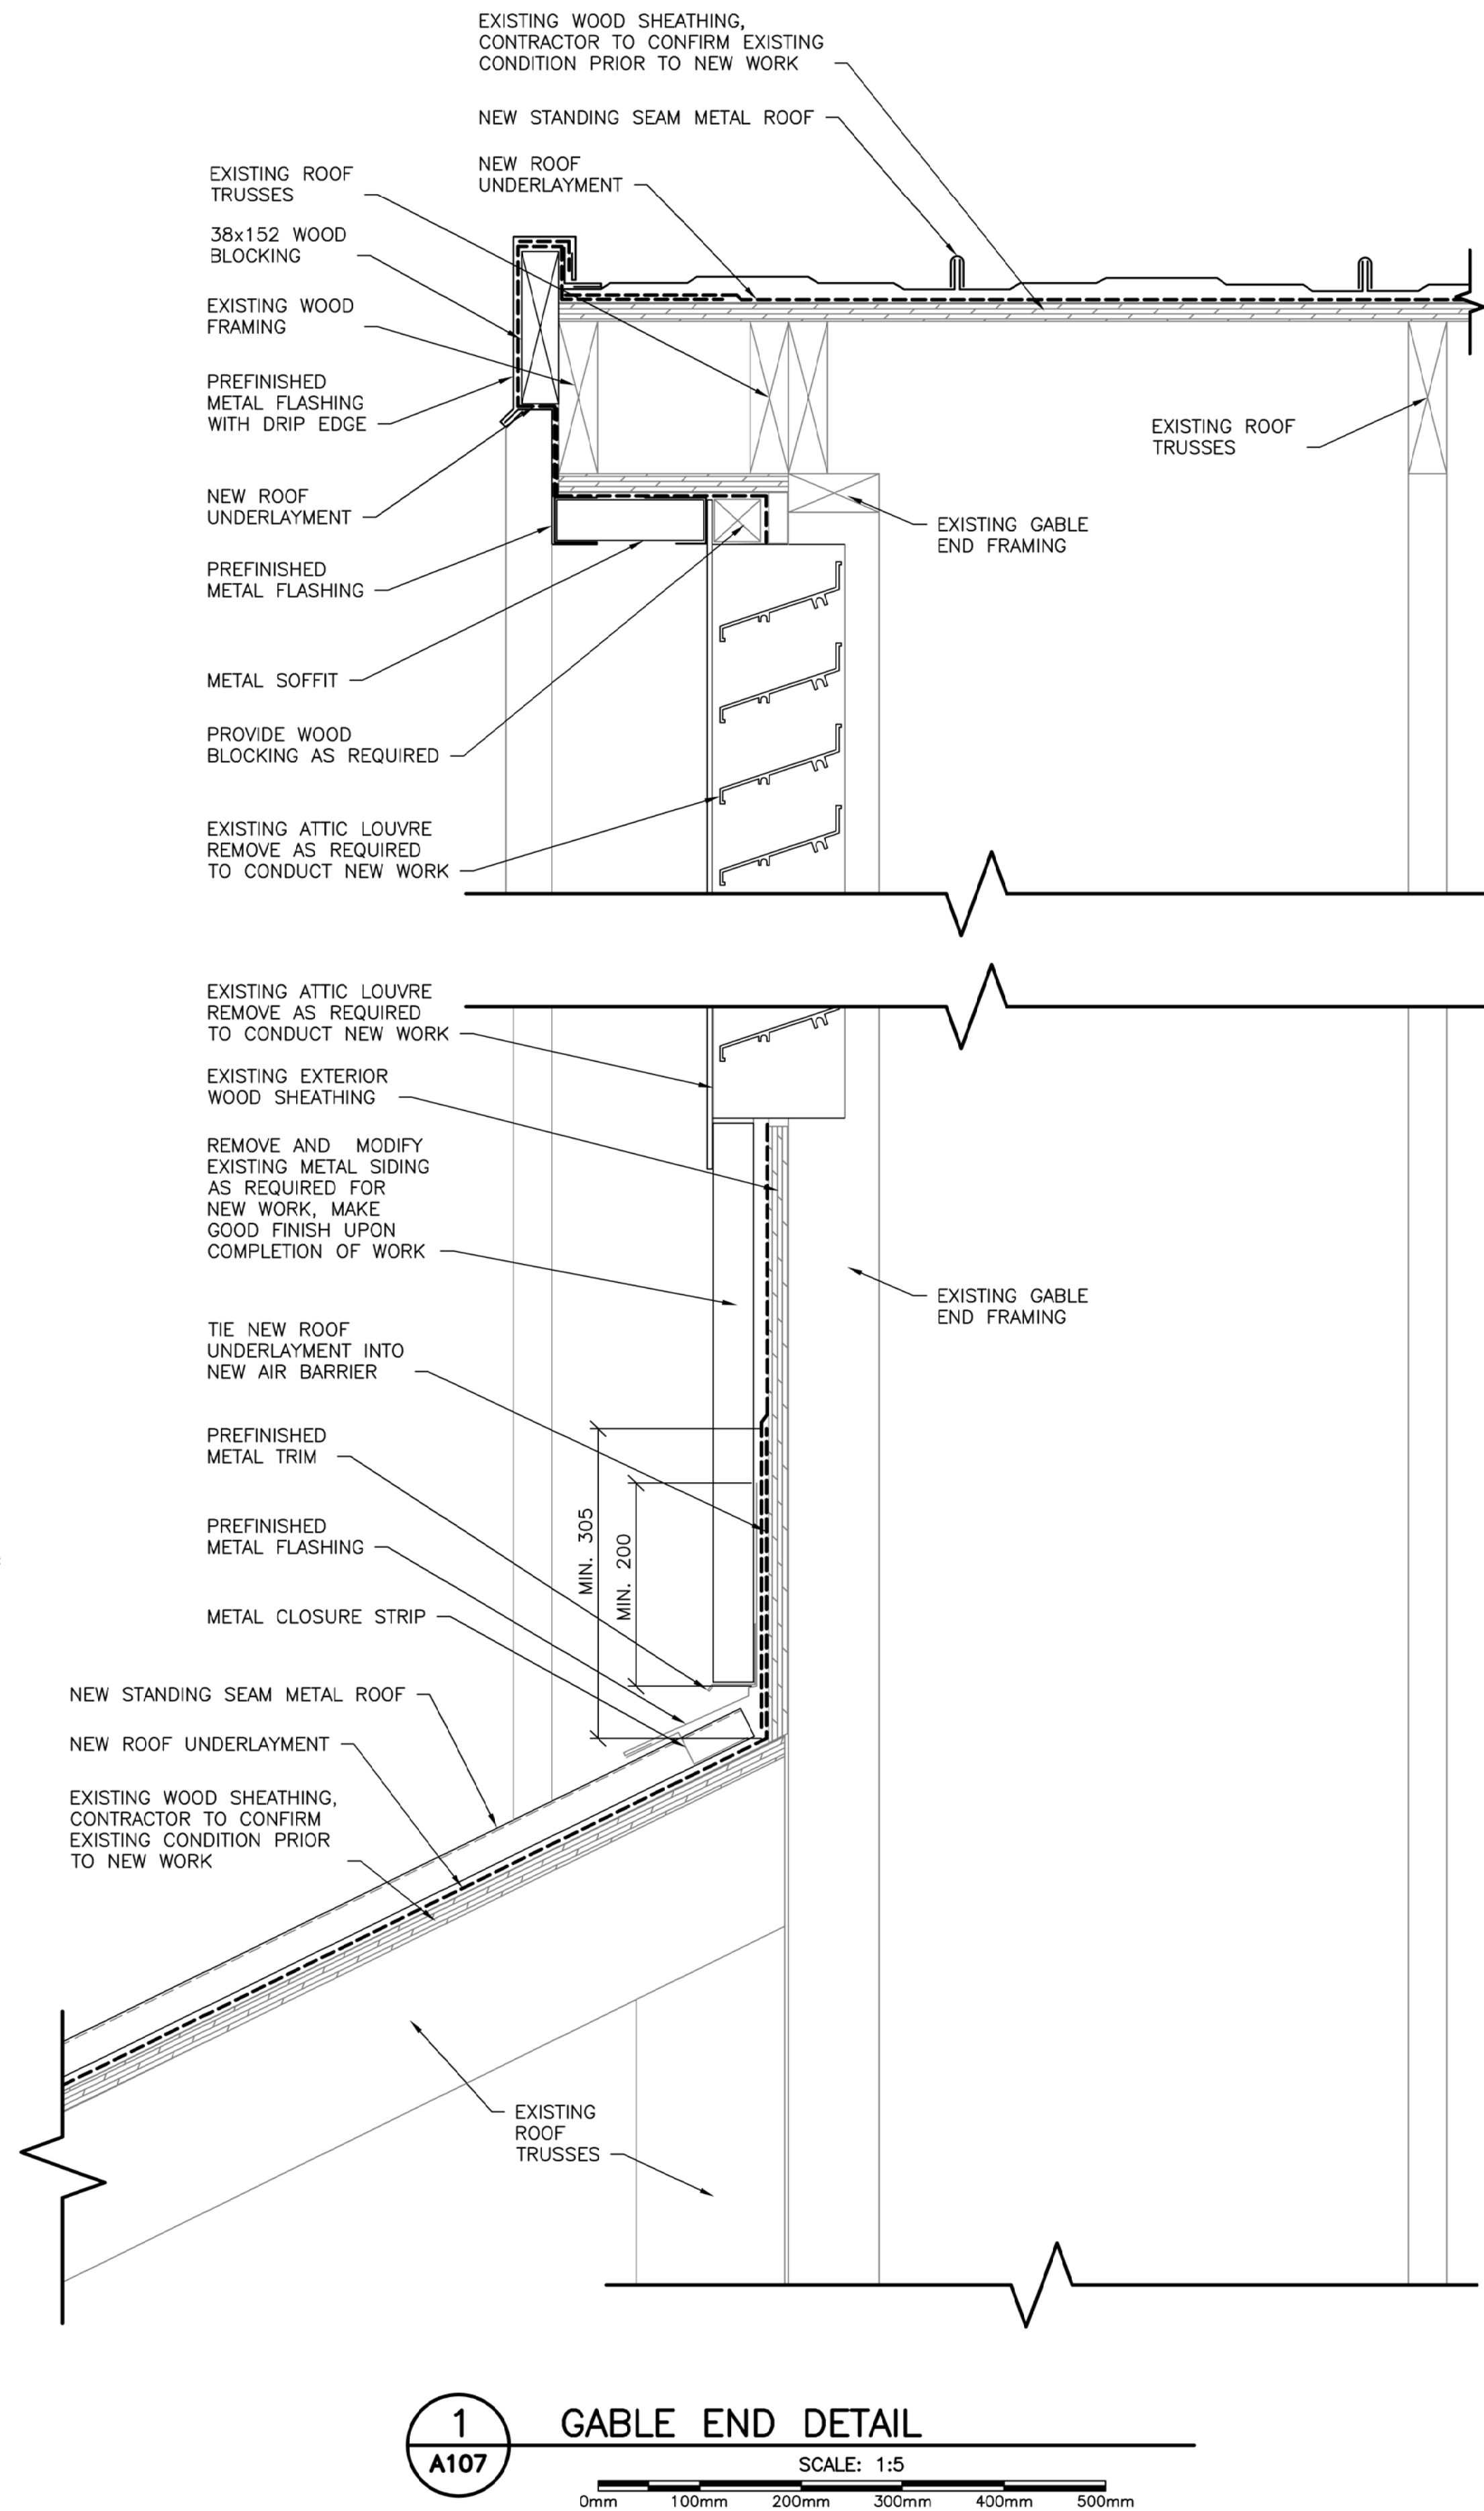 EXISTING WOOD SHEATHING,
CONTRACTOR TO CONFIRM EXISTING
CONDITION PRIOR TO NEW WORK
NEW STANDING SEAM METAL ROOF
NEW ROOF
UNDERLAYMENT
EXISTING ROOF
TRUSSES
38x152 WOOD
BLOCKING
EXISTING WOOD
FRAMING
PREFINISHED
METAL FLASHING
WITH DRIP EDGE
EXISTING ROOF
TRUSSES
NEW ROOF
UNDERLAYMENT
EXISTING GABLE
END FRAMING
PREFINISHED
METAL FLASHING
METAL SOFFIT
PROVIDE WOOD
BLOCKING AS REQUIRED
EXISTING ATTIC LOUVRE
REMOVE AS REQUIRED
TO CONDUCT NEW WORK
EXISTING ATTIC LOUVRE
REMOVE AS REQUIRED
TO CONDUCT NEW WORK
EXISTING EXTERIOR
WOOD SHEATHING
REMOVE AND MODIFY
EXISTING METAL SIDING
AS REQUIRED FOR
NEW WORK, MAKE
GOOD FINISH UPON
COMPLETION OF WORK
EXISTING GABLE
END FRAMING
TIE NEW ROOF
UNDERLAYMENT INTO
NEW AIR BARRIER
PREFINISHED
METAL TRIM
MIN. 305
MIN. 200
PREFINISHED
METAL FLASHING
METAL CLOSURE STRIP
NEW STANDING SEAM METAL ROOF
NEW ROOF UNDERLAYMENT
EXISTING WOOD SHEATHING,
CONTRACTOR TO CONFIRM
EXISTING CONDITION PRIOR
TO NEW WORK
EXISTING
ROOF
TRUSSES
1
A107
GABLE END DETAIL
SCALE: 1:5
0mm 100mm 200mm 300mm 400mm 500mm